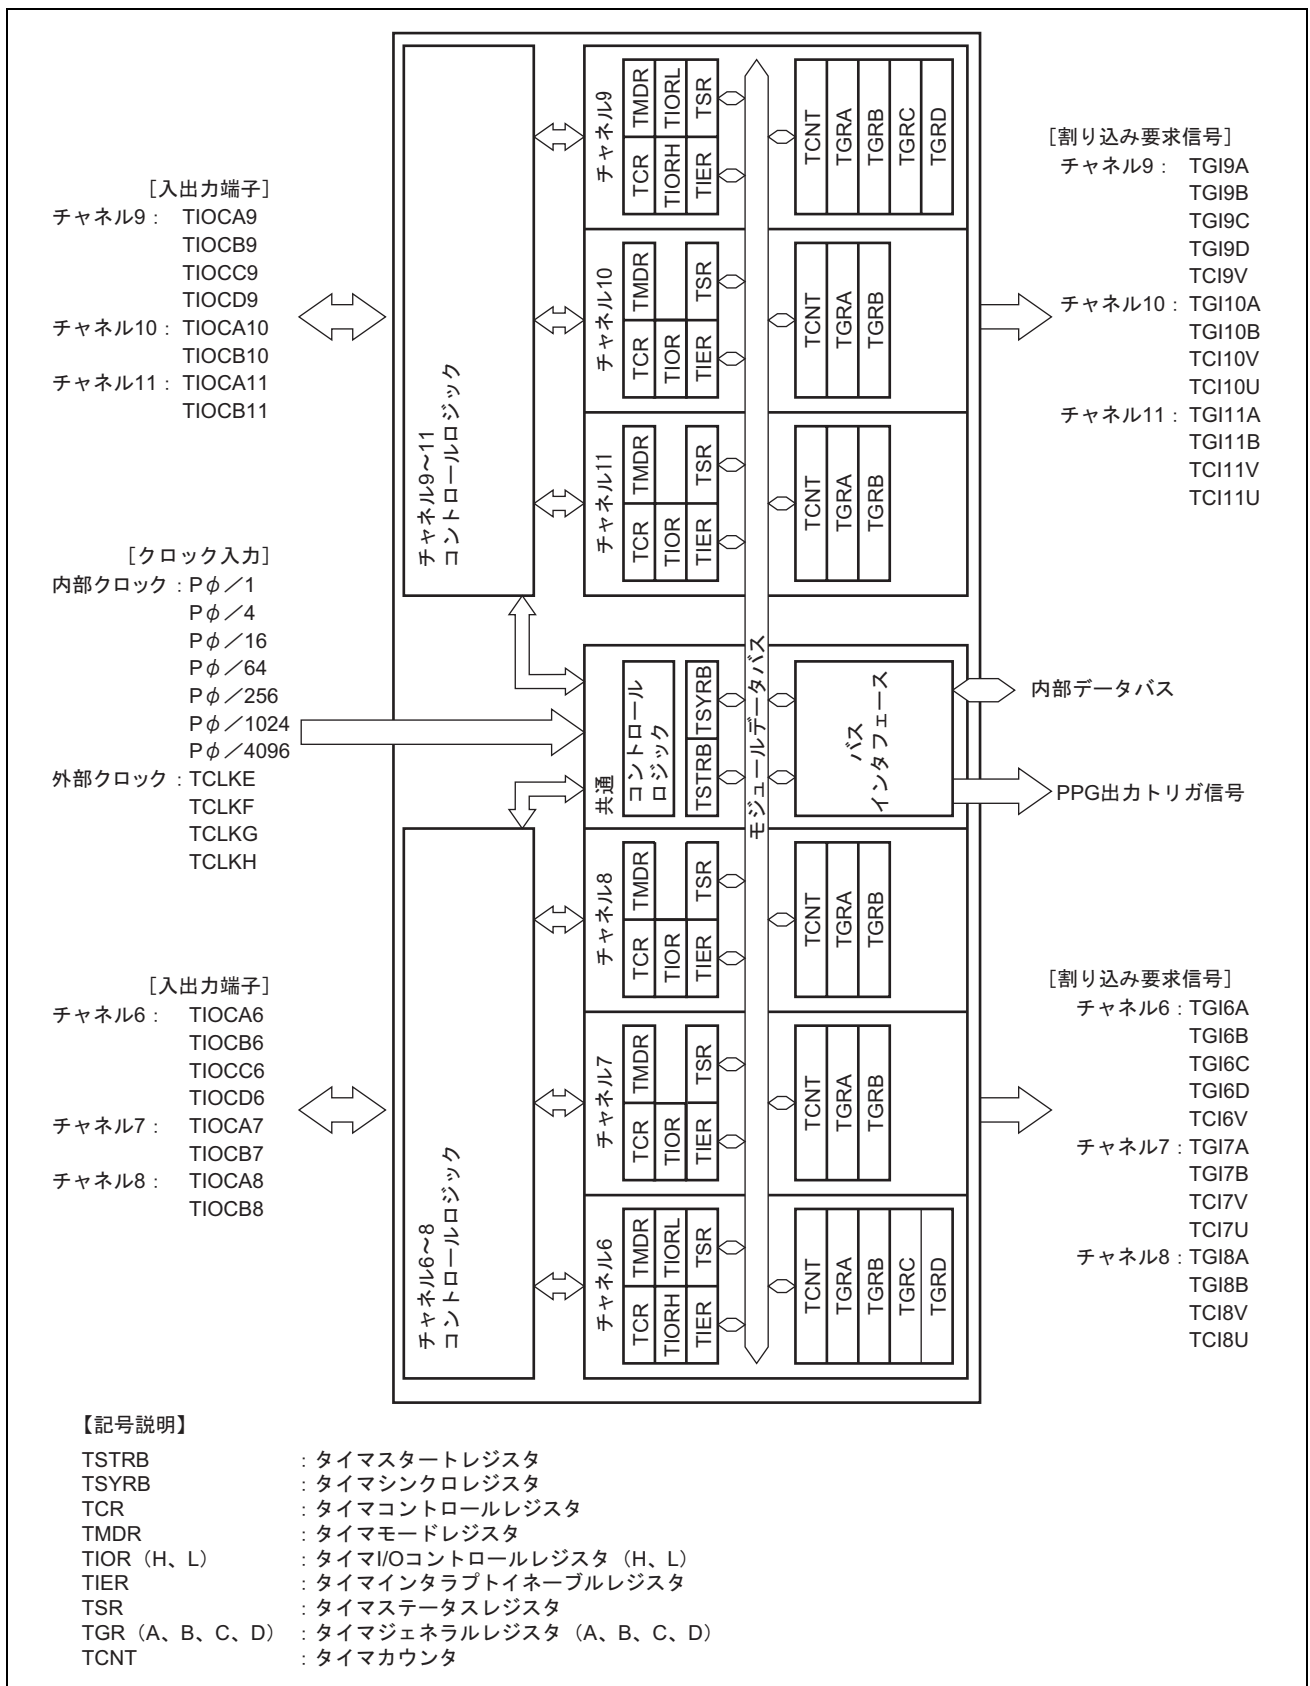 [入出力端子]
チャネル9： TIOCA9
TIOCB9
TIOCC9
TIOCD9
チャネル10： TIOCA10
TIOCB10
チャネル11： TIOCA11
TIOCB11
[クロック入力]
内部クロック：Pφ／1
Pφ／4
Pφ／16
Pφ／64
Pφ／256
Pφ／1024
Pφ／4096
外部クロック：TCLKE
TCLKF
TCLKG
TCLKH
[入出力端子]
チャネル6： TIOCA6
TIOCB6
TIOCC6
TIOCD6
チャネル7： TIOCA7
TIOCB7
チャネル8： TIOCA8
TIOCB8
チャネル9～11
コントロールロジック
チャネル6～8
コントロールロジック
チャネル9
TCR TMDR
TIORH TIORL
TIER TSR
TCNT
TGRA
TGRB
TGRC
TGRD
チャネル10
TCR TMDR
TIOR
TIER TSR
TCNT
TGRA
TGRB
チャネル11
TCR TMDR
TIOR
TIER TSR
TCNT
TGRA
TGRB
共通
コントロール
ロジック
TSTRB TSYRB
モジュールデータバス
バス
インタフェース
チャネル8
TCR TMDR
TIOR
TIER TSR
TCNT
TGRA
TGRB
チャネル7
TCR TMDR
TIOR
TIER TSR
TCNT
TGRA
TGRB
チャネル6
TCR TMDR
TIORH TIORL
TIER TSR
TCNT
TGRA
TGRB
TGRC
TGRD
[割り込み要求信号]
チャネル9： TGI9A
TGI9B
TGI9C
TGI9D
TCI9V
チャネル10：TGI10A
TGI10B
TCI10V
TCI10U
チャネル11：TGI11A
TGI11B
TCI11V
TCI11U
内部データバス
PPG出力トリガ信号
[割り込み要求信号]
チャネル6：TGI6A
TGI6B
TGI6C
TGI6D
TCI6V
チャネル7：TGI7A
TGI7B
TCI7V
TCI7U
チャネル8：TGI8A
TGI8B
TCI8V
TCI8U
【記号説明】
TSTRB ：タイマスタートレジスタ
TSYRB ：タイマシンクロレジスタ
TCR ：タイマコントロールレジスタ
TMDR ：タイマモードレジスタ
TIOR（H、L） ：タイマI/Oコントロールレジスタ（H、L）
TIER ：タイマインタラプトイネーブルレジスタ
TSR ：タイマステータスレジスタ
TGR（A、B、C、D） ：タイマジェネラルレジスタ（A、B、C、D）
TCNT ：タイマカウンタ